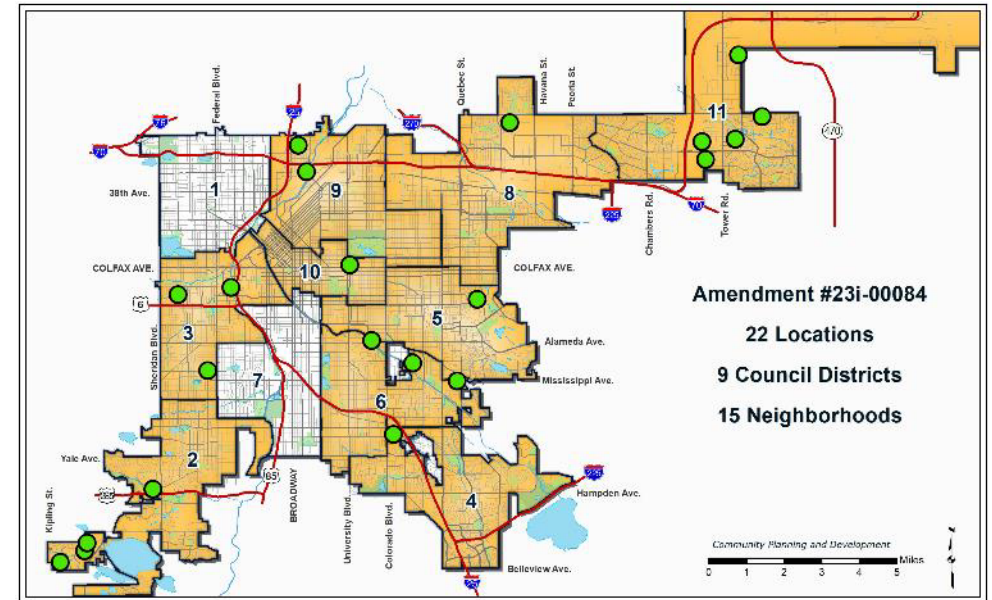 Federal Blvd.
Quebec St.
Havana St.
Peoria St.
76
25
270
70
11
470
38th Ave.
1
9
8
Chambers Rd.
Tower Rd.
70
COLFAX AVE.
10
COLFAX AVE.
6
3
5
Amendment #23i-00084
22 Locations
9 Council Districts
15 Neighborhoods
Sheridan Blvd.
Alameda Ave.
Mississippi Ave.
7
6
Yale Ave.
2
85
BROADWAY
University Blvd.
Colorado Blvd.
4
Hampden Ave.
Kipling St.
285
225
Belleview Ave.
Community Planning and Development
Miles
0 1 2 3 4 5